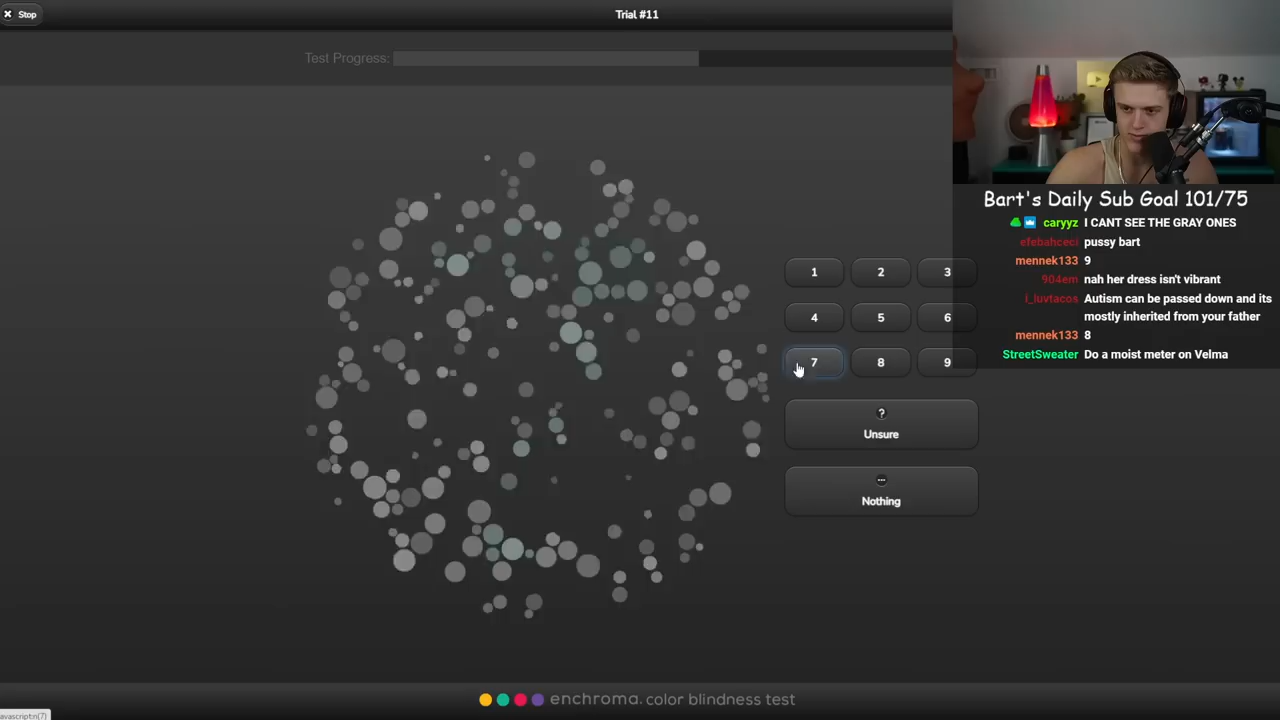 Stop
Trial #11
Test Progress:
Bart's Daily Sub Goal 101/75
caryyz I CANT SEE THE GRAY ONES
efebahceci pussy bart
mennek133 9
904em nah her dress isn't vibrant
i_luvtacos Autism can be passed down and its
mostly inherited from your father
mennek133 8
StreetSweater Do a moist meter on Velma
1 2 3
4 5 6
7 8 9
?
Unsure
Nothing
enchroma. color blindness test
avascript:n(7)